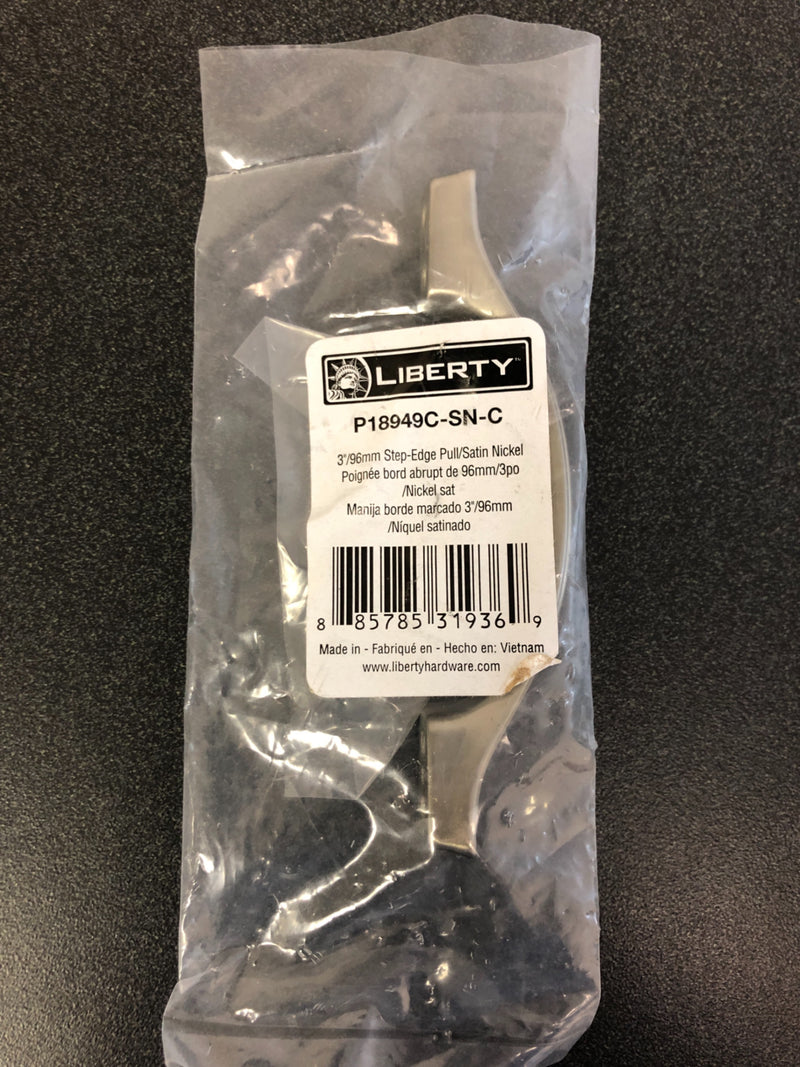 LIBERTY™
P18949C-SN-C
3"/96mm Step-Edge Pull/Satin Nickel
Poignée bord abrupt de 96mm/3po
/Nickel sat
Manija borde marcado 3"/96mm
/Níquel satinado
8 85785 31936 9
Made in - Fabriqué en - Hecho en: Vietnam
www.libertyhardware.com